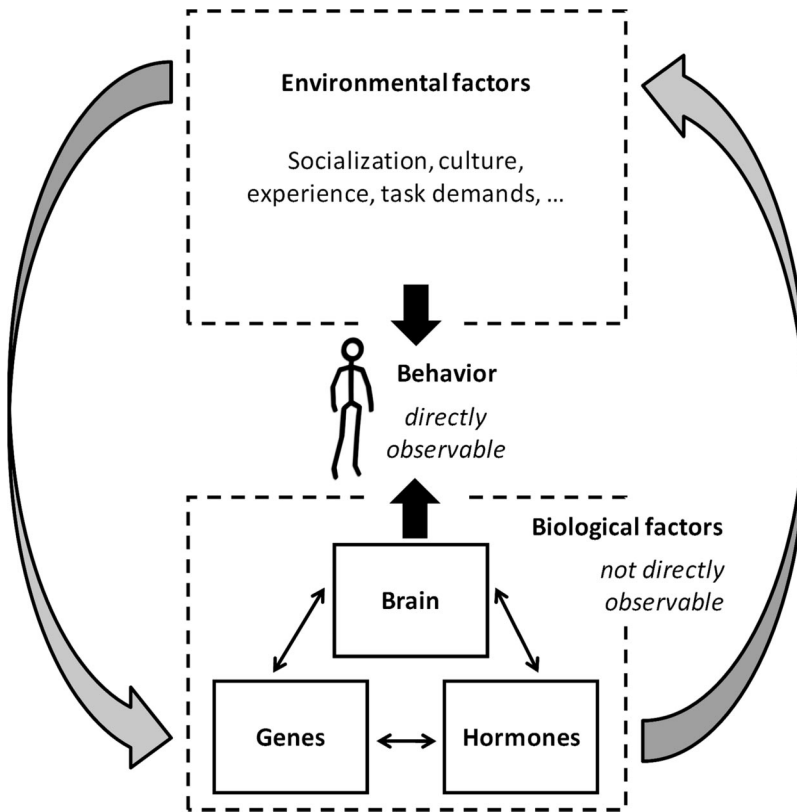 Environmental factors
Socialization, culture,
experience, task demands, ...
Behavior
directly
observable
Biological factors
not directly
observable
Brain
Genes
Hormones